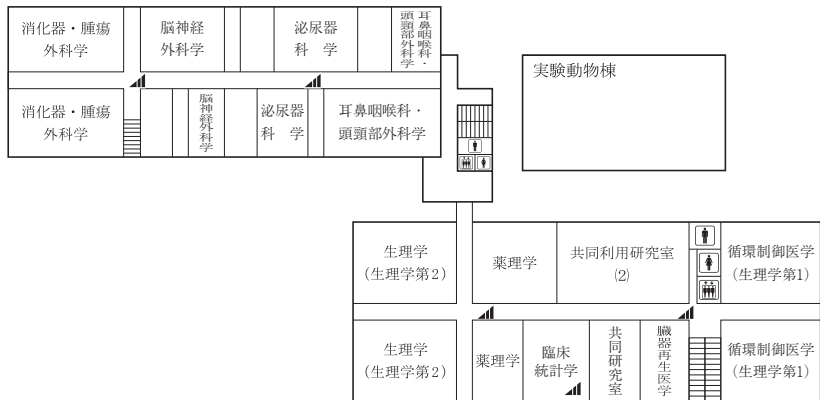 消化器・腫瘍
外科学
脳神経
外科学
泌尿器
科　学
耳鼻咽喉科・
頭頸部外科学
消化器・腫瘍
外科学
脳神経外科学
泌尿器
科　学
耳鼻咽喉科・
頭頸部外科学
実験動物棟
生理学
(生理学第2)
薬理学
共同利用研究室
(2)
循環制御医学
(生理学第1)
生理学
(生理学第2)
薬理学
臨床
統計学
共同研究室
臓器再生医学
循環制御医学
(生理学第1)